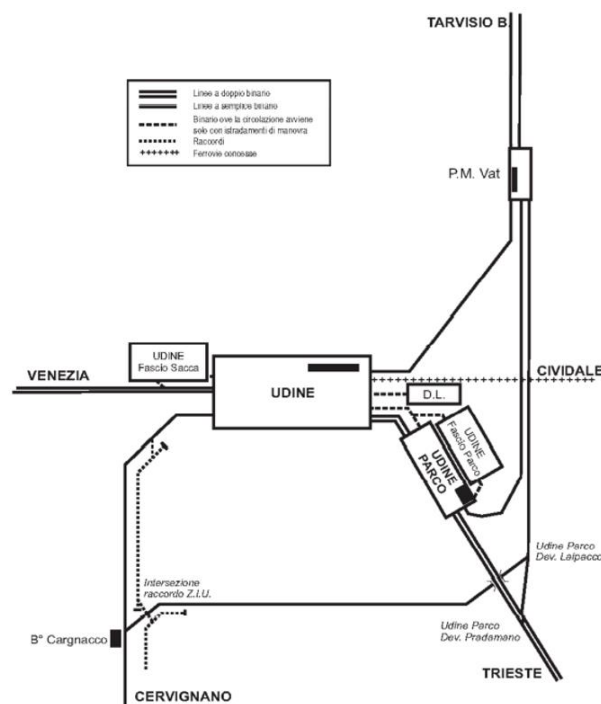 TARVISIO B.
Linee a doppio binario
Linee a semplice binario
Binario ove la circolazione avviene
solo con istradamenti di manovra
Raccordi
Ferrovie concesse
P.M. Vat
UDINE
Fascio Sacca
VENEZIA
UDINE
CIVIDALE
D.L.
UDINE
Fascio Parco
UDINE
PARCO
Udine Parco
Dev. Laipacco
Intersezione
raccordo Z.I.U.
Udine Parco
Dev. Pradamano
B° Cargnacco
TRIESTE
CERVIGNANO